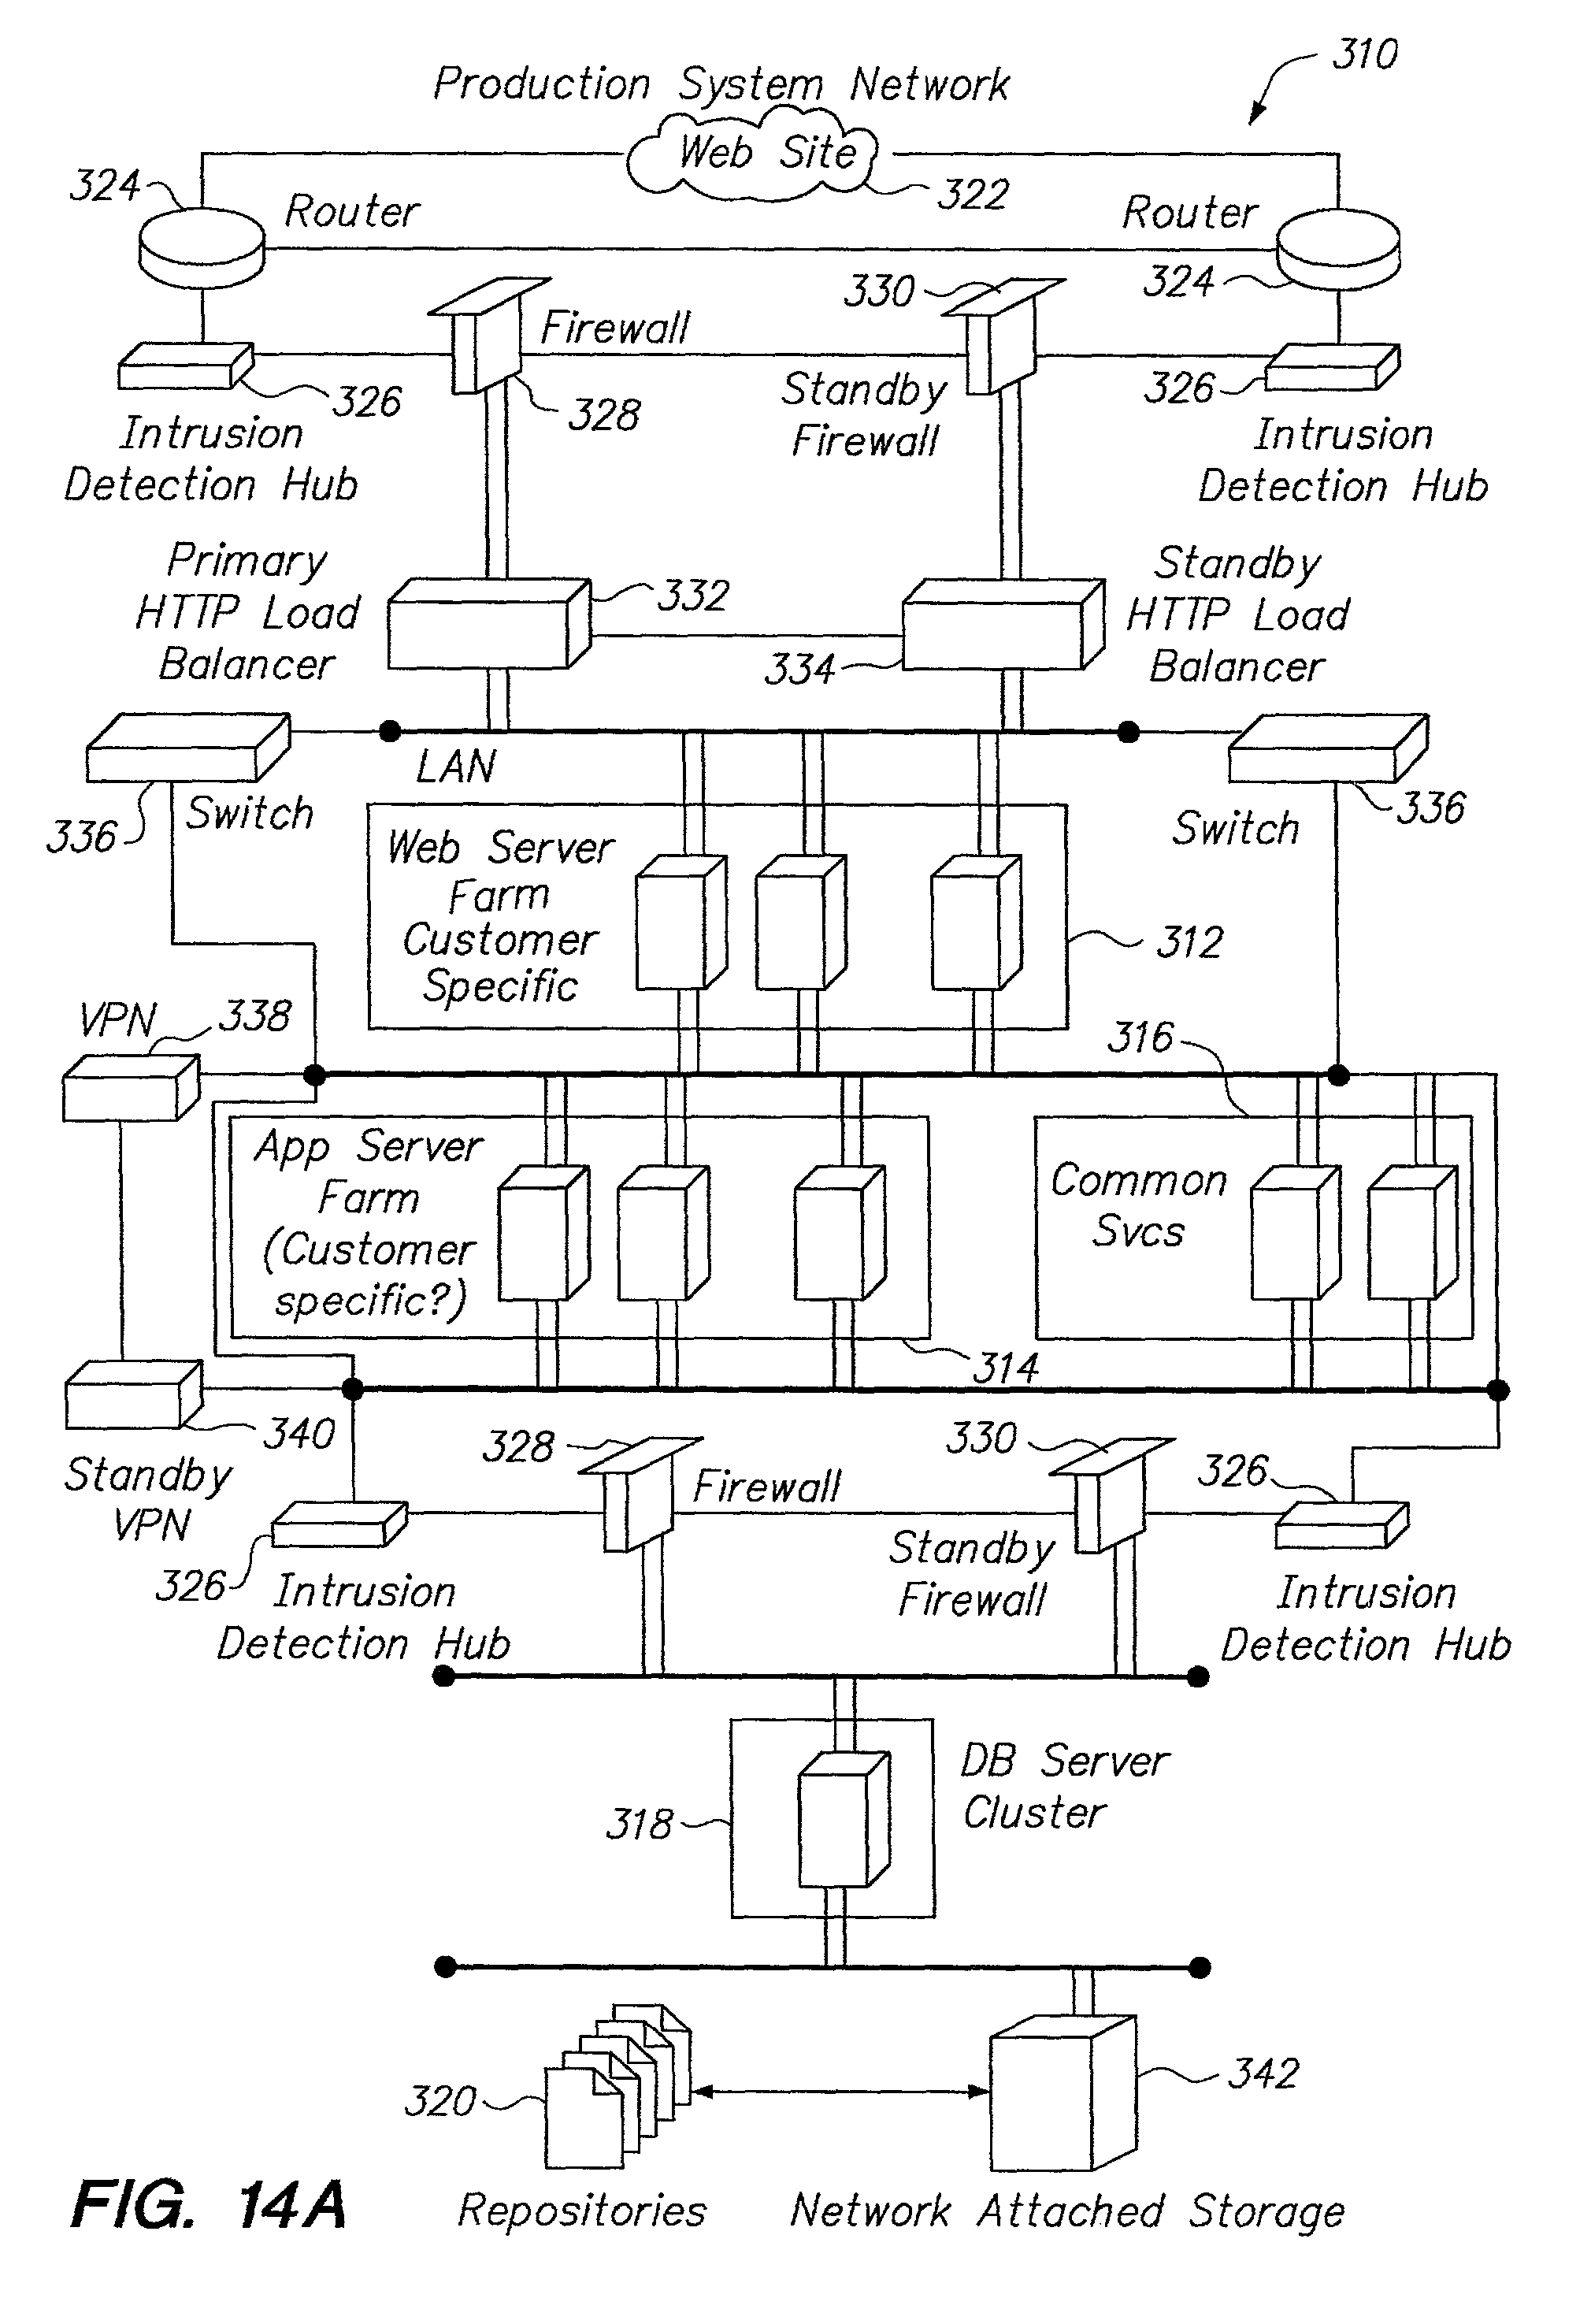 310
Production System Network
Web Site
322
324
Router
Router
324
330
Firewall
328
Standby
Firewall
326
Intrusion
Detection Hub
326
Intrusion
Detection Hub
Primary
HTTP Load
Balancer
332
334
Standby
HTTP Load
Balancer
LAN
336
Switch
Switch
336
Web Server
Farm
Customer
Specific
312
VPN
338
316
App Server
Farm
(Customer
specific?)
314
Common
Svcs
340
Standby
VPN
328
Firewall
330
Standby
Firewall
326
326
Intrusion
Detection Hub
Intrusion
Detection Hub
318
DB Server
Cluster
320
342
Repositories
Network Attached Storage
FIG. 14A